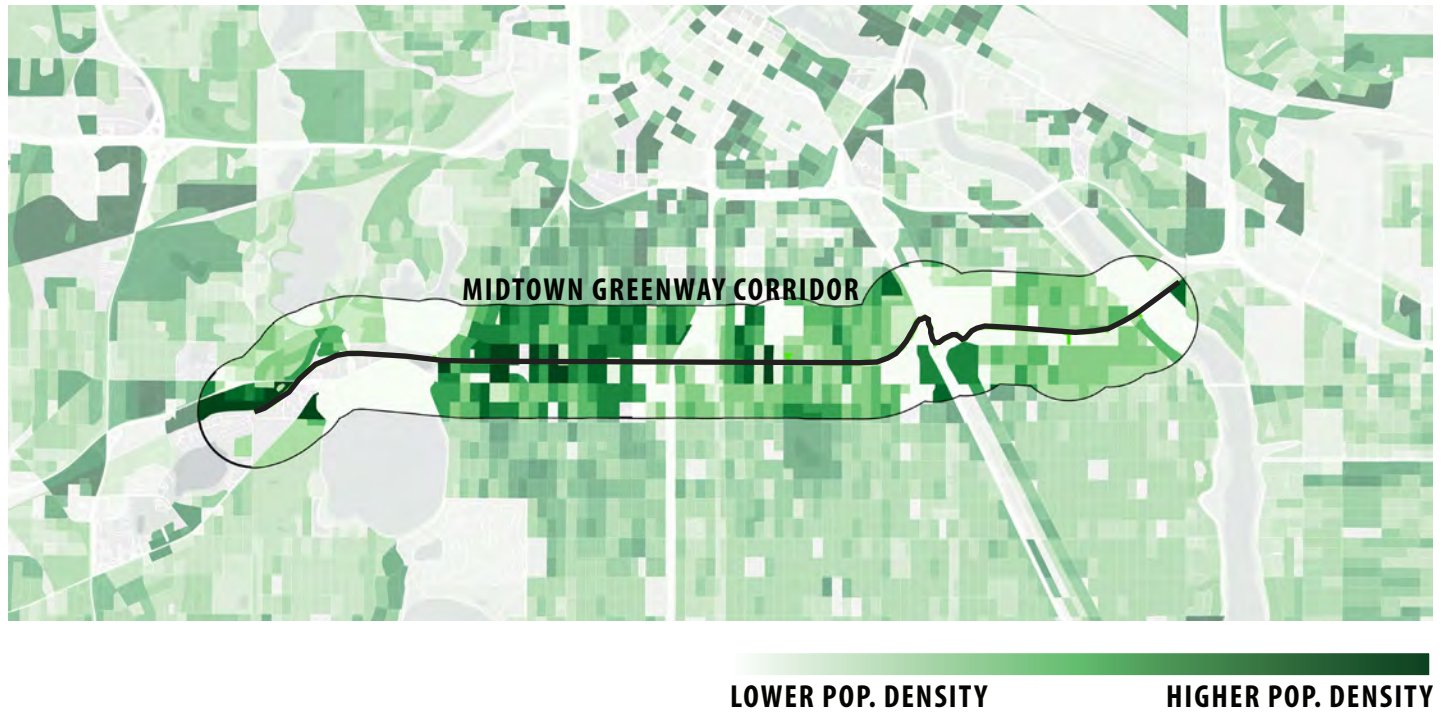 MIDTOWN GREENWAY CORRIDOR
LOWER POP. DENSITY
HIGHER POP. DENSITY